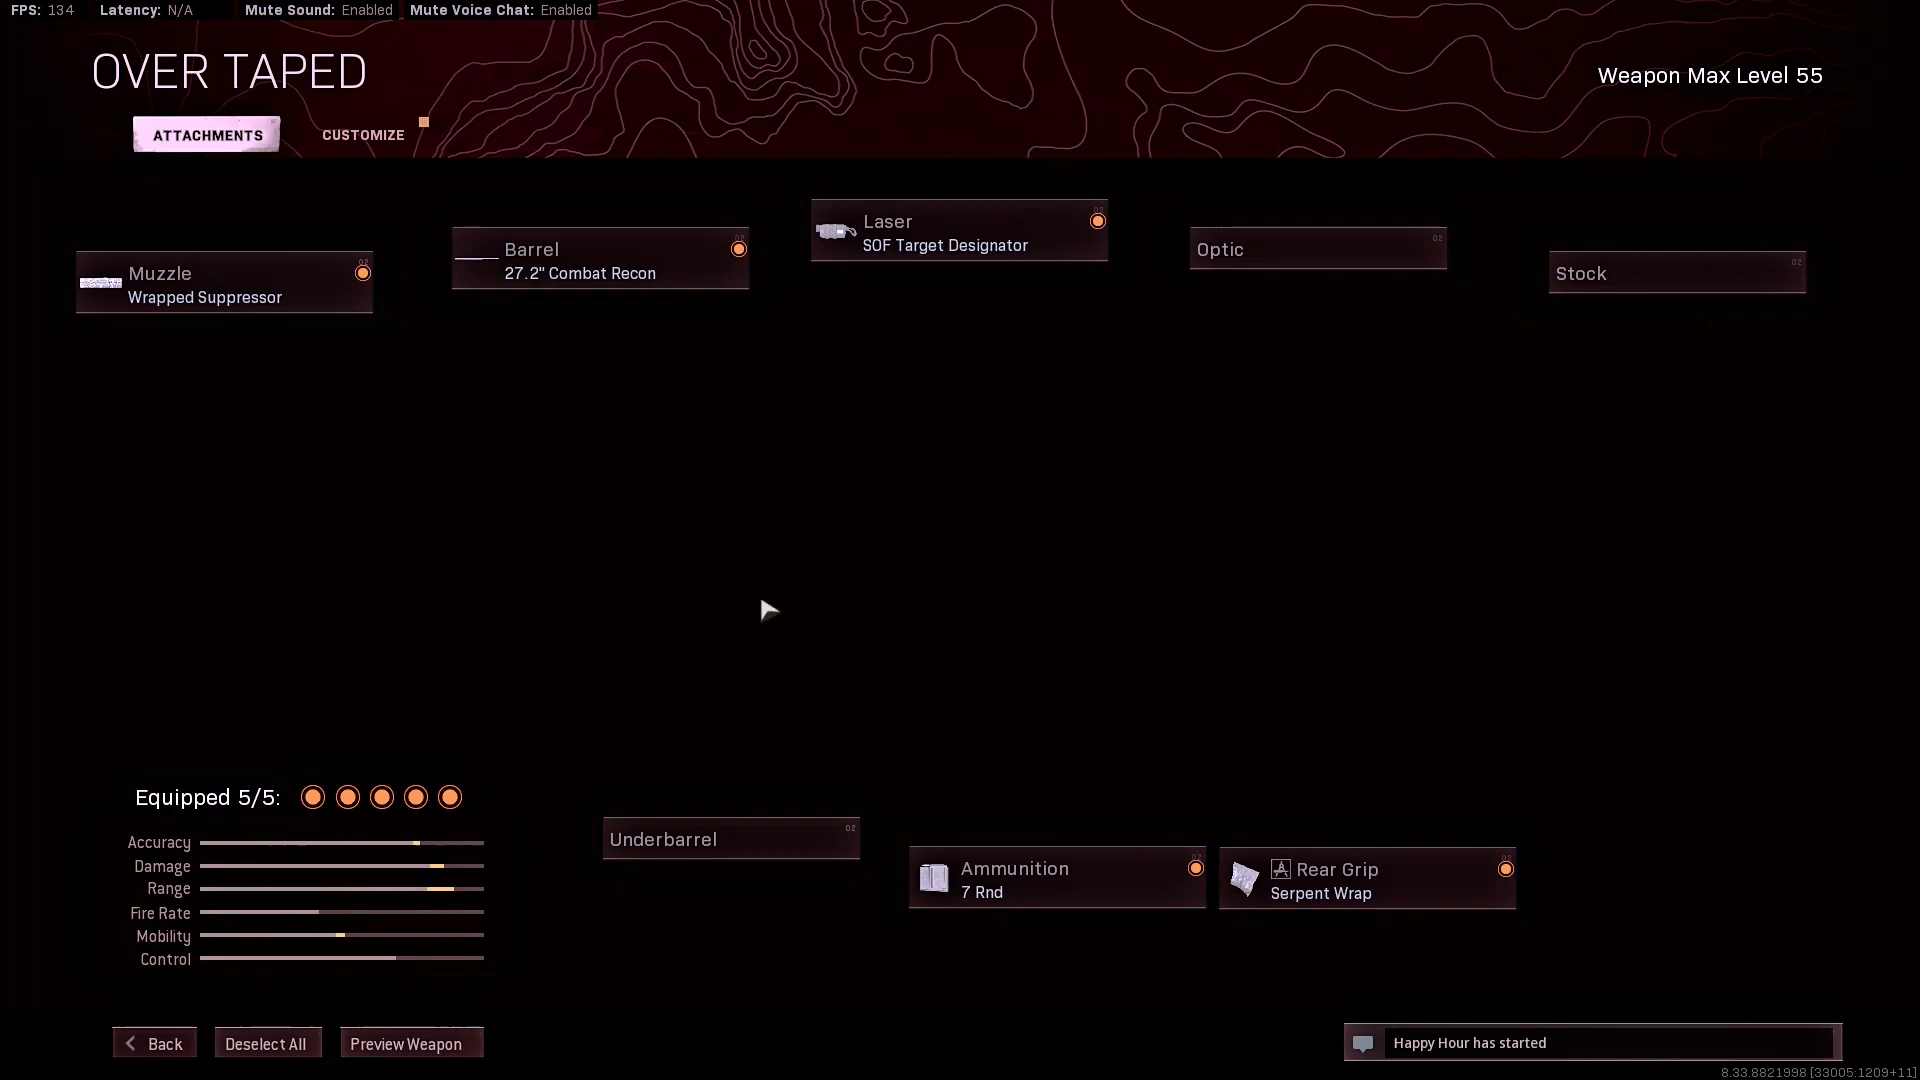 FPS: 134 Latency: N/A Mute Sound: Enabled Mute Voice Chat: Enabled
OVER TAPED
Weapon Max Level 55
ATTACHMENTS CUSTOMIZE
Laser
SOF Target Designator
Barrel
27.2" Combat Recon
Optic
Muzzle
Wrapped Suppressor
Stock
Equipped 5/5:
Accuracy
Damage
Range
Fire Rate
Mobility
Control
Underbarrel
Ammunition
7 Rnd
Rear Grip
Serpent Wrap
Back Deselect All Preview Weapon
Happy Hour has started
8.33.8821998 [33005:1209+11]